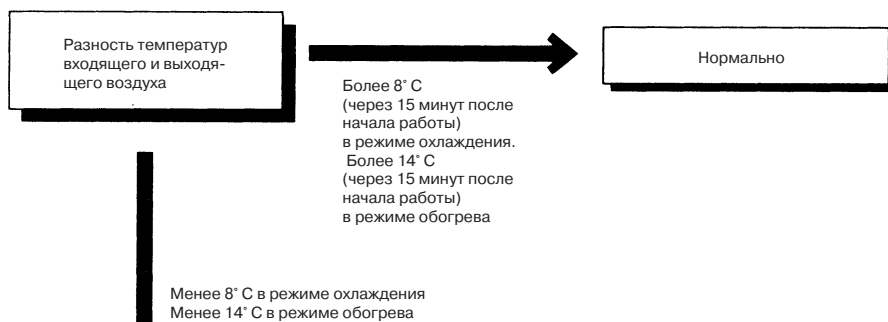 Разность температур
входящего и выходя-
щего воздуха
Нормально
Более 8° С
(через 15 минут после
начала работы)
в режиме охлаждения.
Более 14° С
(через 15 минут после
начала работы)
в режиме обогрева
Менее 8° С в режиме охлаждения
Менее 14° С в режиме обогрева